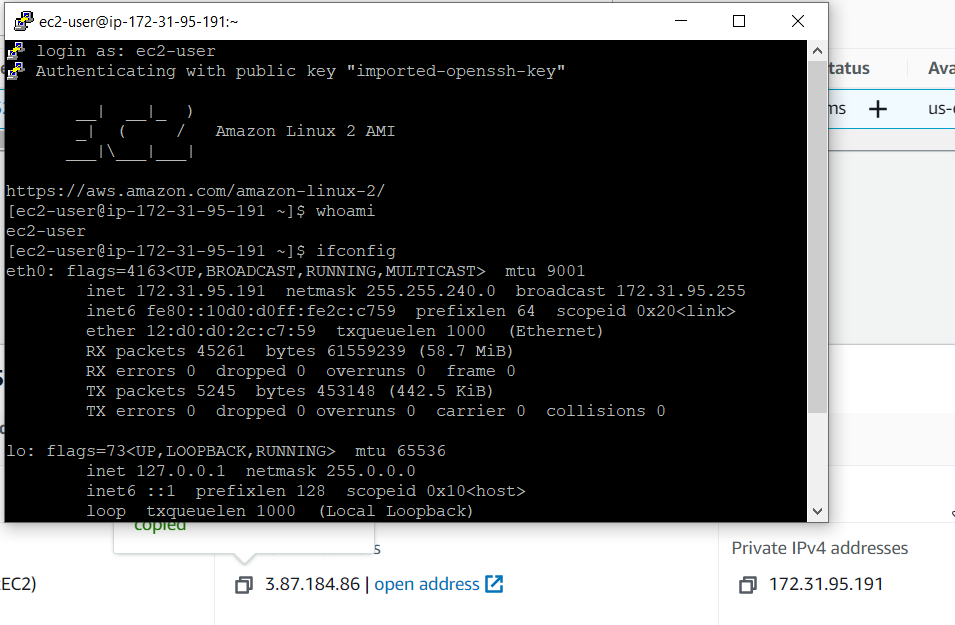 ec2-user@ip-172-31-95-191:~
login as: ec2-user
Authenticating with public key "imported-openssh-key"
__|  __|_  )
_|  (     /   Amazon Linux 2 AMI
___|\___|___|
https://aws.amazon.com/amazon-linux-2/
[ec2-user@ip-172-31-95-191 ~]$ whoami
ec2-user
[ec2-user@ip-172-31-95-191 ~]$ ifconfig
eth0: flags=4163<UP,BROADCAST,RUNNING,MULTICAST>  mtu 9001
inet 172.31.95.191  netmask 255.255.240.0  broadcast 172.31.95.255
inet6 fe80::10d0:d0ff:fe2c:c759  prefixlen 64  scopeid 0x20<link>
ether 12:d0:d0:2c:c7:59  txqueuelen 1000  (Ethernet)
RX packets 45261  bytes 61559239 (58.7 MiB)
RX errors 0  dropped 0  overruns 0  frame 0
TX packets 5245  bytes 453148 (442.5 KiB)
TX errors 0  dropped 0 overruns 0  carrier 0  collisions 0
lo: flags=73<UP,LOOPBACK,RUNNING>  mtu 65536
inet 127.0.0.1  netmask 255.0.0.0
inet6 ::1  prefixlen 128  scopeid 0x10<host>
loop  txqueuelen 1000  (Local Loopback)
tatus
Ava
ms
us-
copied
s
Private IPv4 addresses
EC2)
3.87.184.86 | open address
172.31.95.191